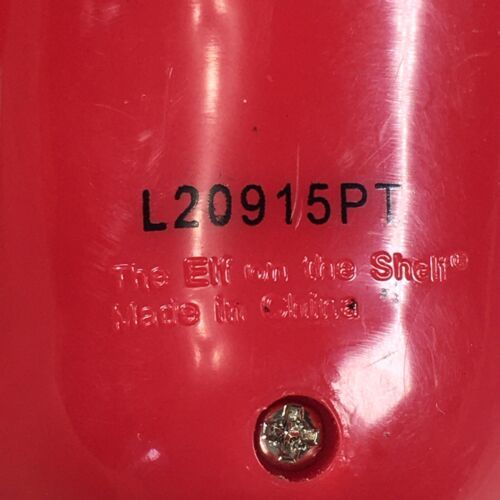 L20915PT
The Elf on the Shelf®
Made in China